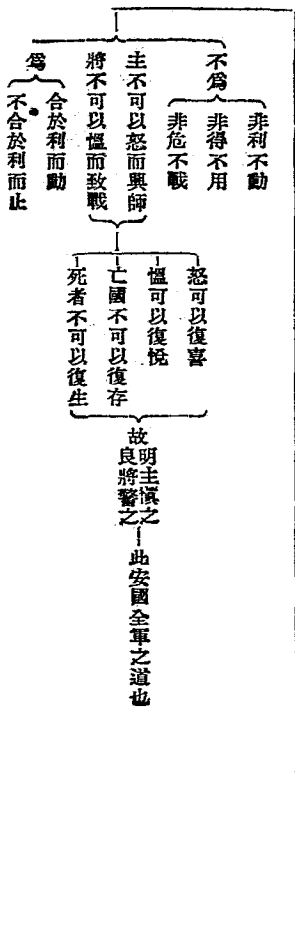 不爲
非利不動
非得不用
非危不戰
主不可以怒而興師
將不可以慍而致戰
爲
合於利而動
不合於利而止
怒可以復喜
慍可以復悅
亡國不可以復存
死者不可以復生
故
明主愼之
良將警之
此安國全軍之道也